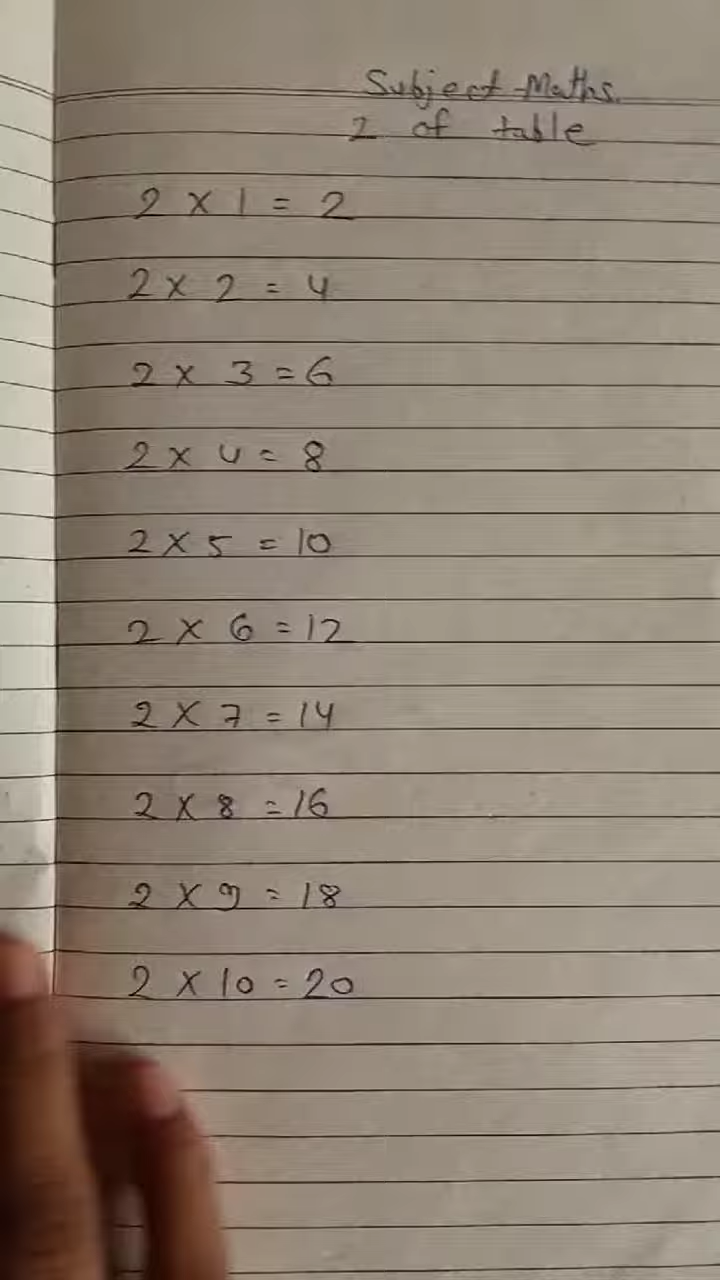 Subject-Maths.
2 of table
2 x 1 = 2
2 x 2 = 4
2 x 3 = 6
2 x 4 = 8
2 x 5 = 10
2 x 6 = 12
2 x 7 = 14
2 x 8 = 16
2 x 9 = 18
2 x 10 = 20